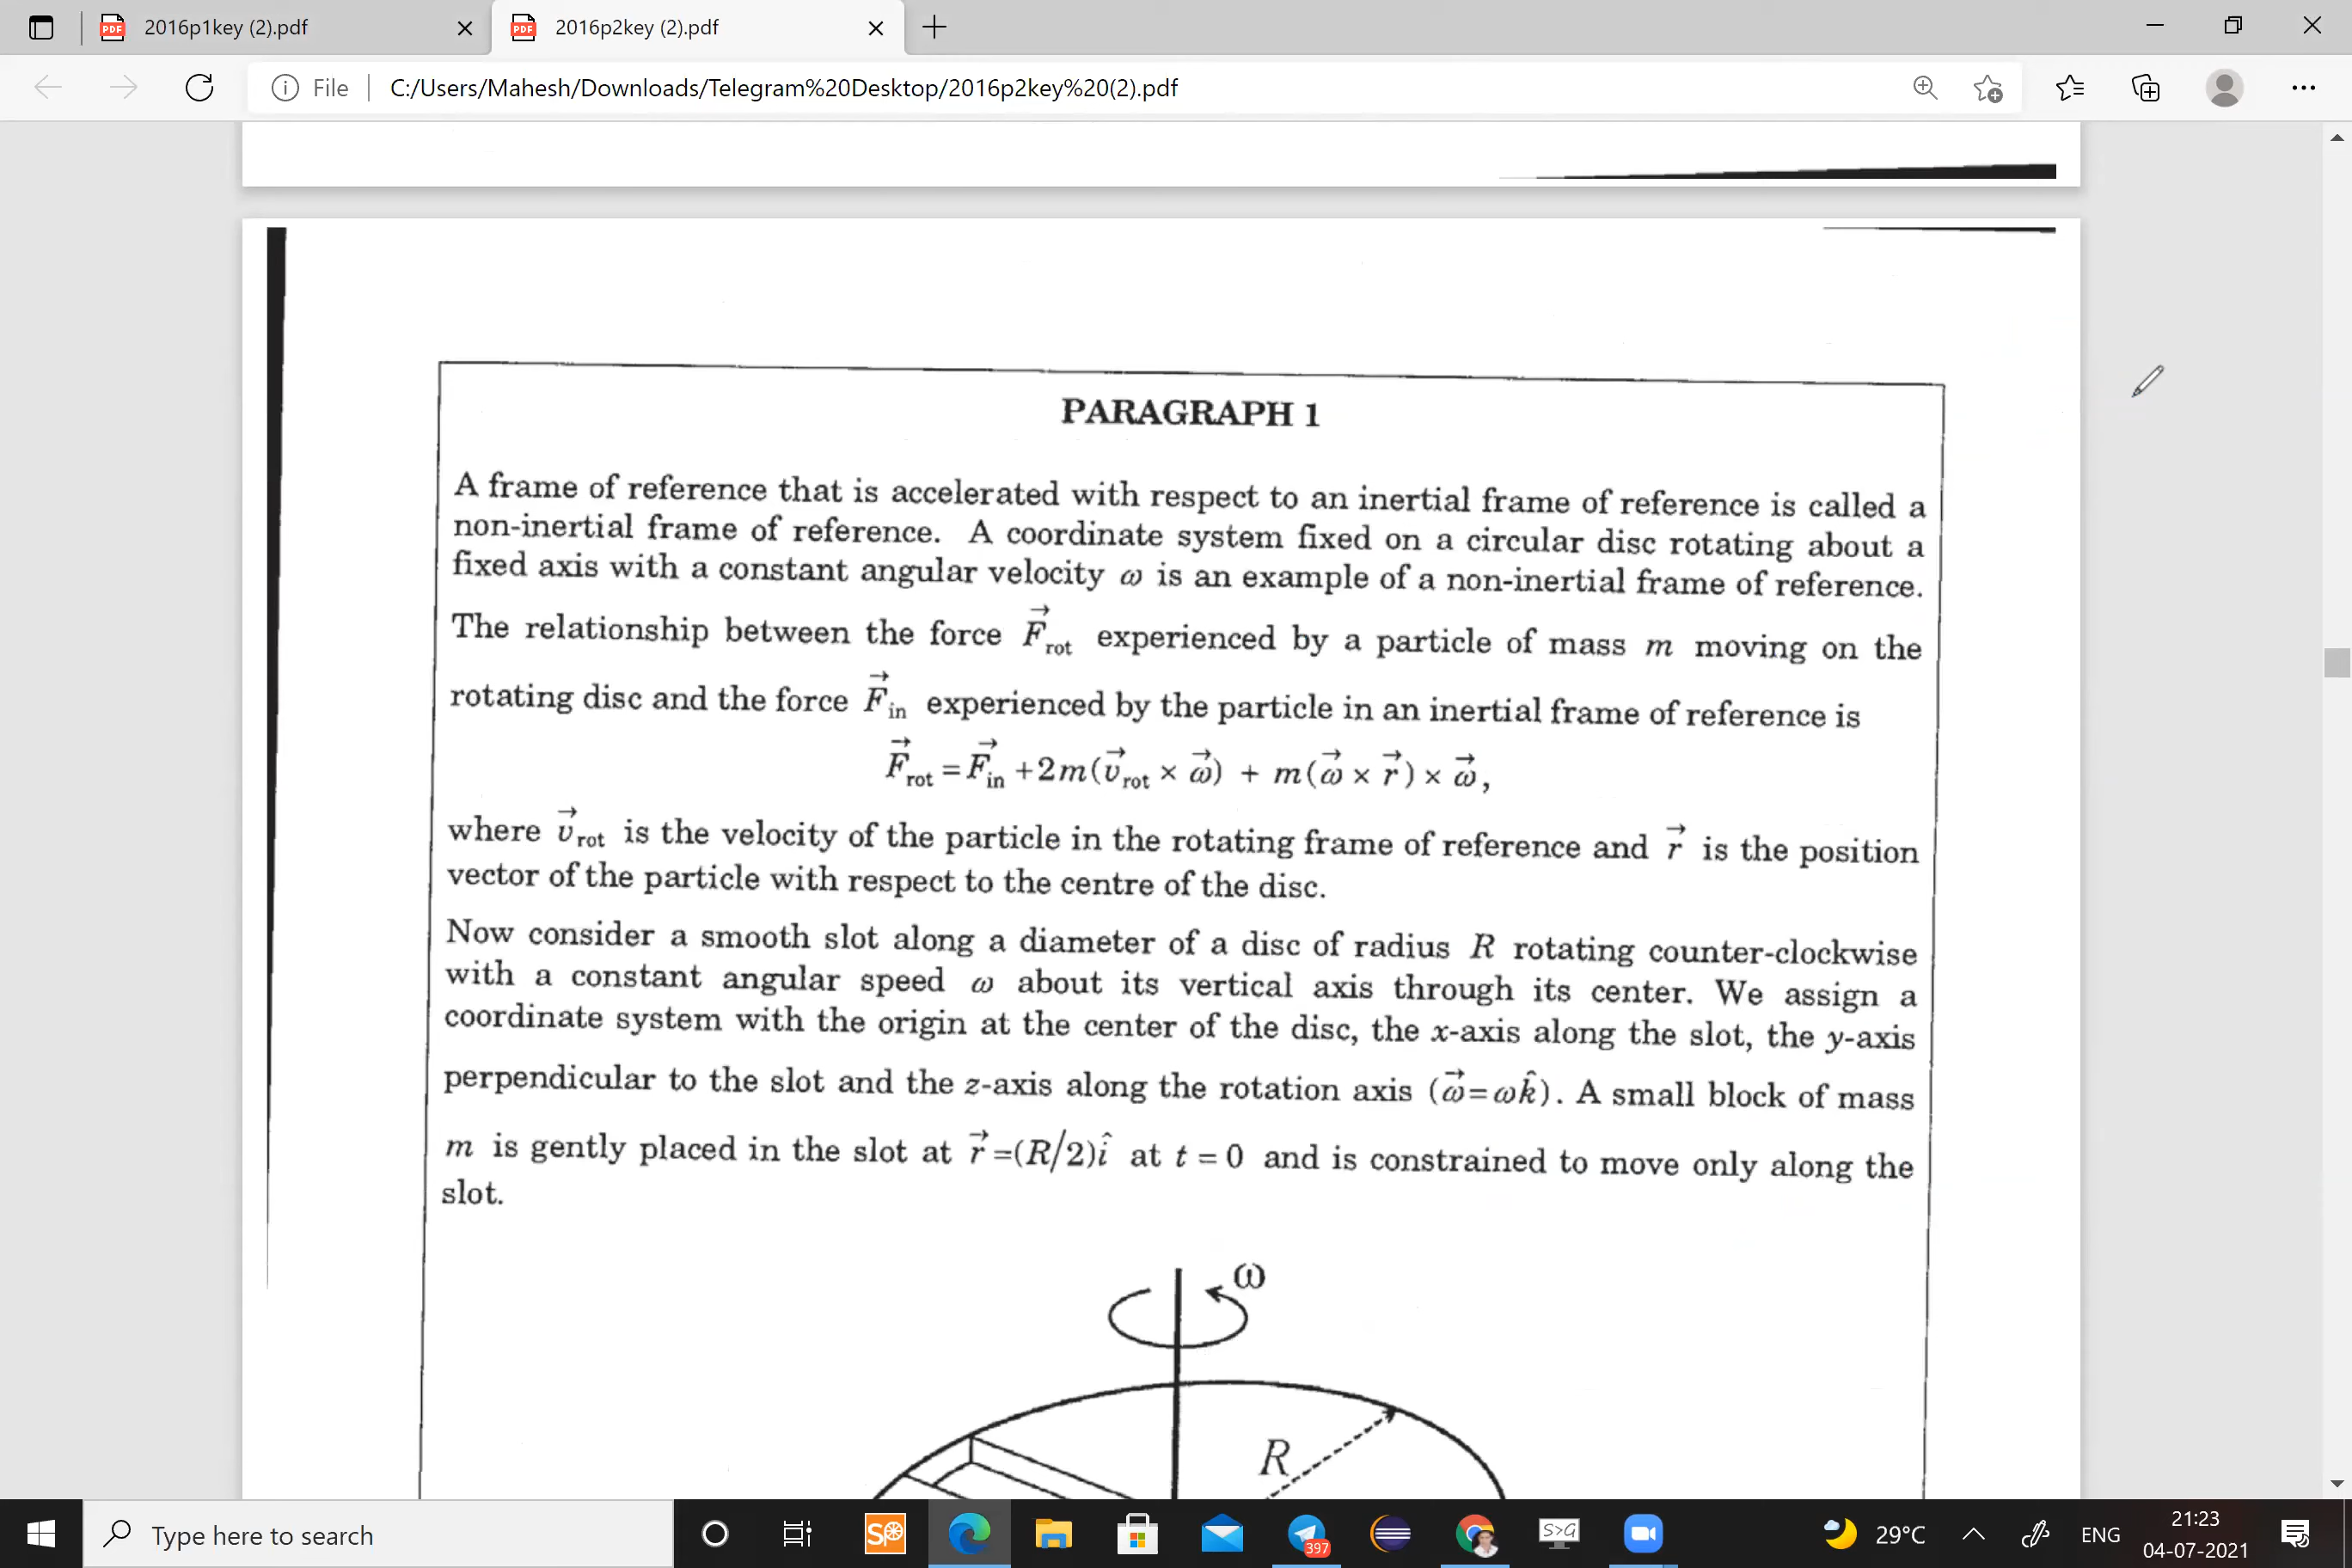 2016p1key (2).pdf
2016p2key (2).pdf
File
C:/Users/Mahesh/Downloads/Telegram%20Desktop/2016p2key%20(2).pdf
PARAGRAPH 1
A frame of reference that is accelerated with respect to an inertial frame of reference is called a
non-inertial frame of reference. A coordinate system fixed on a circular disc rotating about a
fixed axis with a constant angular velocity ω is an example of a non-inertial frame of reference.
The relationship between the force F⃗rot experienced by a particle of mass m moving on the
rotating disc and the force F⃗in experienced by the particle in an inertial frame of reference is
F⃗rot = F⃗in + 2m(v⃗rot × ω⃗) + m(ω⃗ × r⃗) × ω⃗,
where v⃗rot is the velocity of the particle in the rotating frame of reference and r⃗ is the position
vector of the particle with respect to the centre of the disc.
Now consider a smooth slot along a diameter of a disc of radius R rotating counter-clockwise
with a constant angular speed ω about its vertical axis through its center. We assign a
coordinate system with the origin at the center of the disc, the x-axis along the slot, the y-axis
perpendicular to the slot and the z-axis along the rotation axis (ω⃗=ωk̂). A small block of mass
m is gently placed in the slot at r⃗=(R/2)î at t = 0 and is constrained to move only along the
slot.
ω
R
Type here to search
397
S>G
29°C
ENG
21:23
04-07-2021